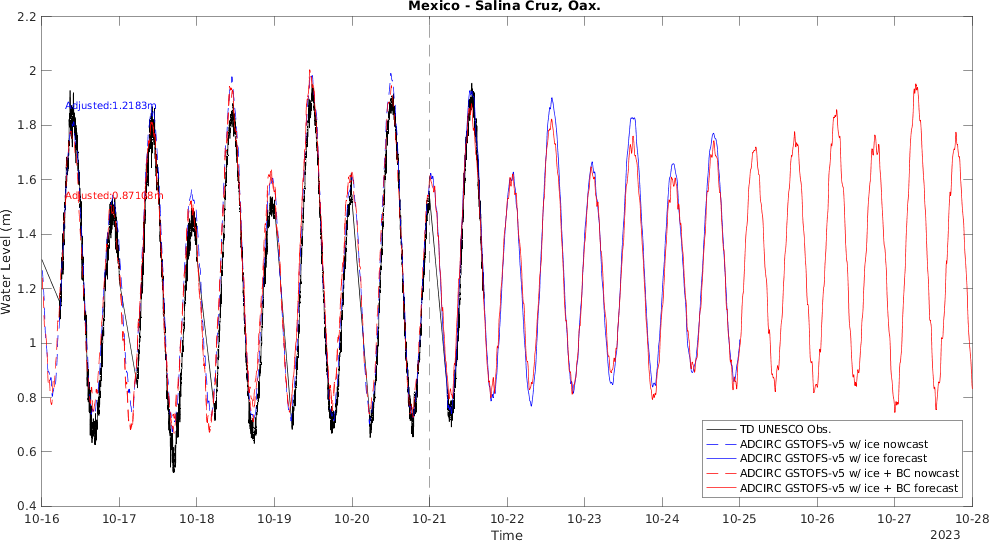 Mexico - Salina Cruz, Oax.
2.2
2
1.8
1.6
1.4
1.2
1
0.8
0.6
0.4
Water Level (m)
Adjusted:1.2183m
Adjusted:0.87108m
TD UNESCO Obs.
ADCIRC GSTOFS-v5 w/ ice nowcast
ADCIRC GSTOFS-v5 w/ ice forecast
ADCIRC GSTOFS-v5 w/ ice + BC nowcast
ADCIRC GSTOFS-v5 w/ ice + BC forecast
10-16 10-17 10-18 10-19 10-20 10-21 10-22 10-23 10-24 10-25 10-26 10-27 10-28
Time
2023